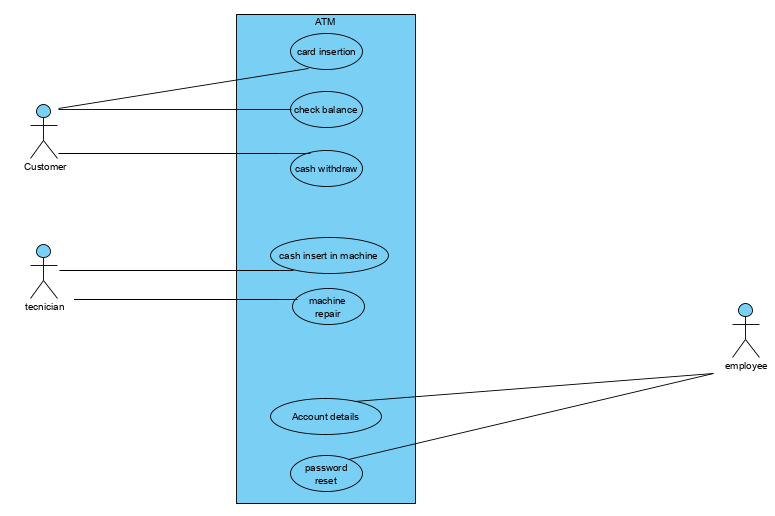 ATM
card insertion
check balance
Customer
cash withdraw
cash insert in machine
tecnician
machine
repair
employee
Account details
password
reset